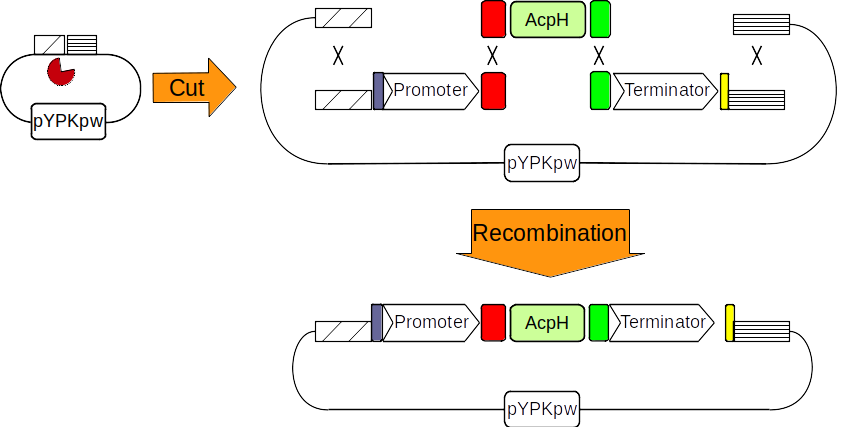 AcpH
Promoter
Terminator
Cut
pYPKpw
pYPKpw
Recombination
Promoter
AcpH
Terminator
pYPKpw